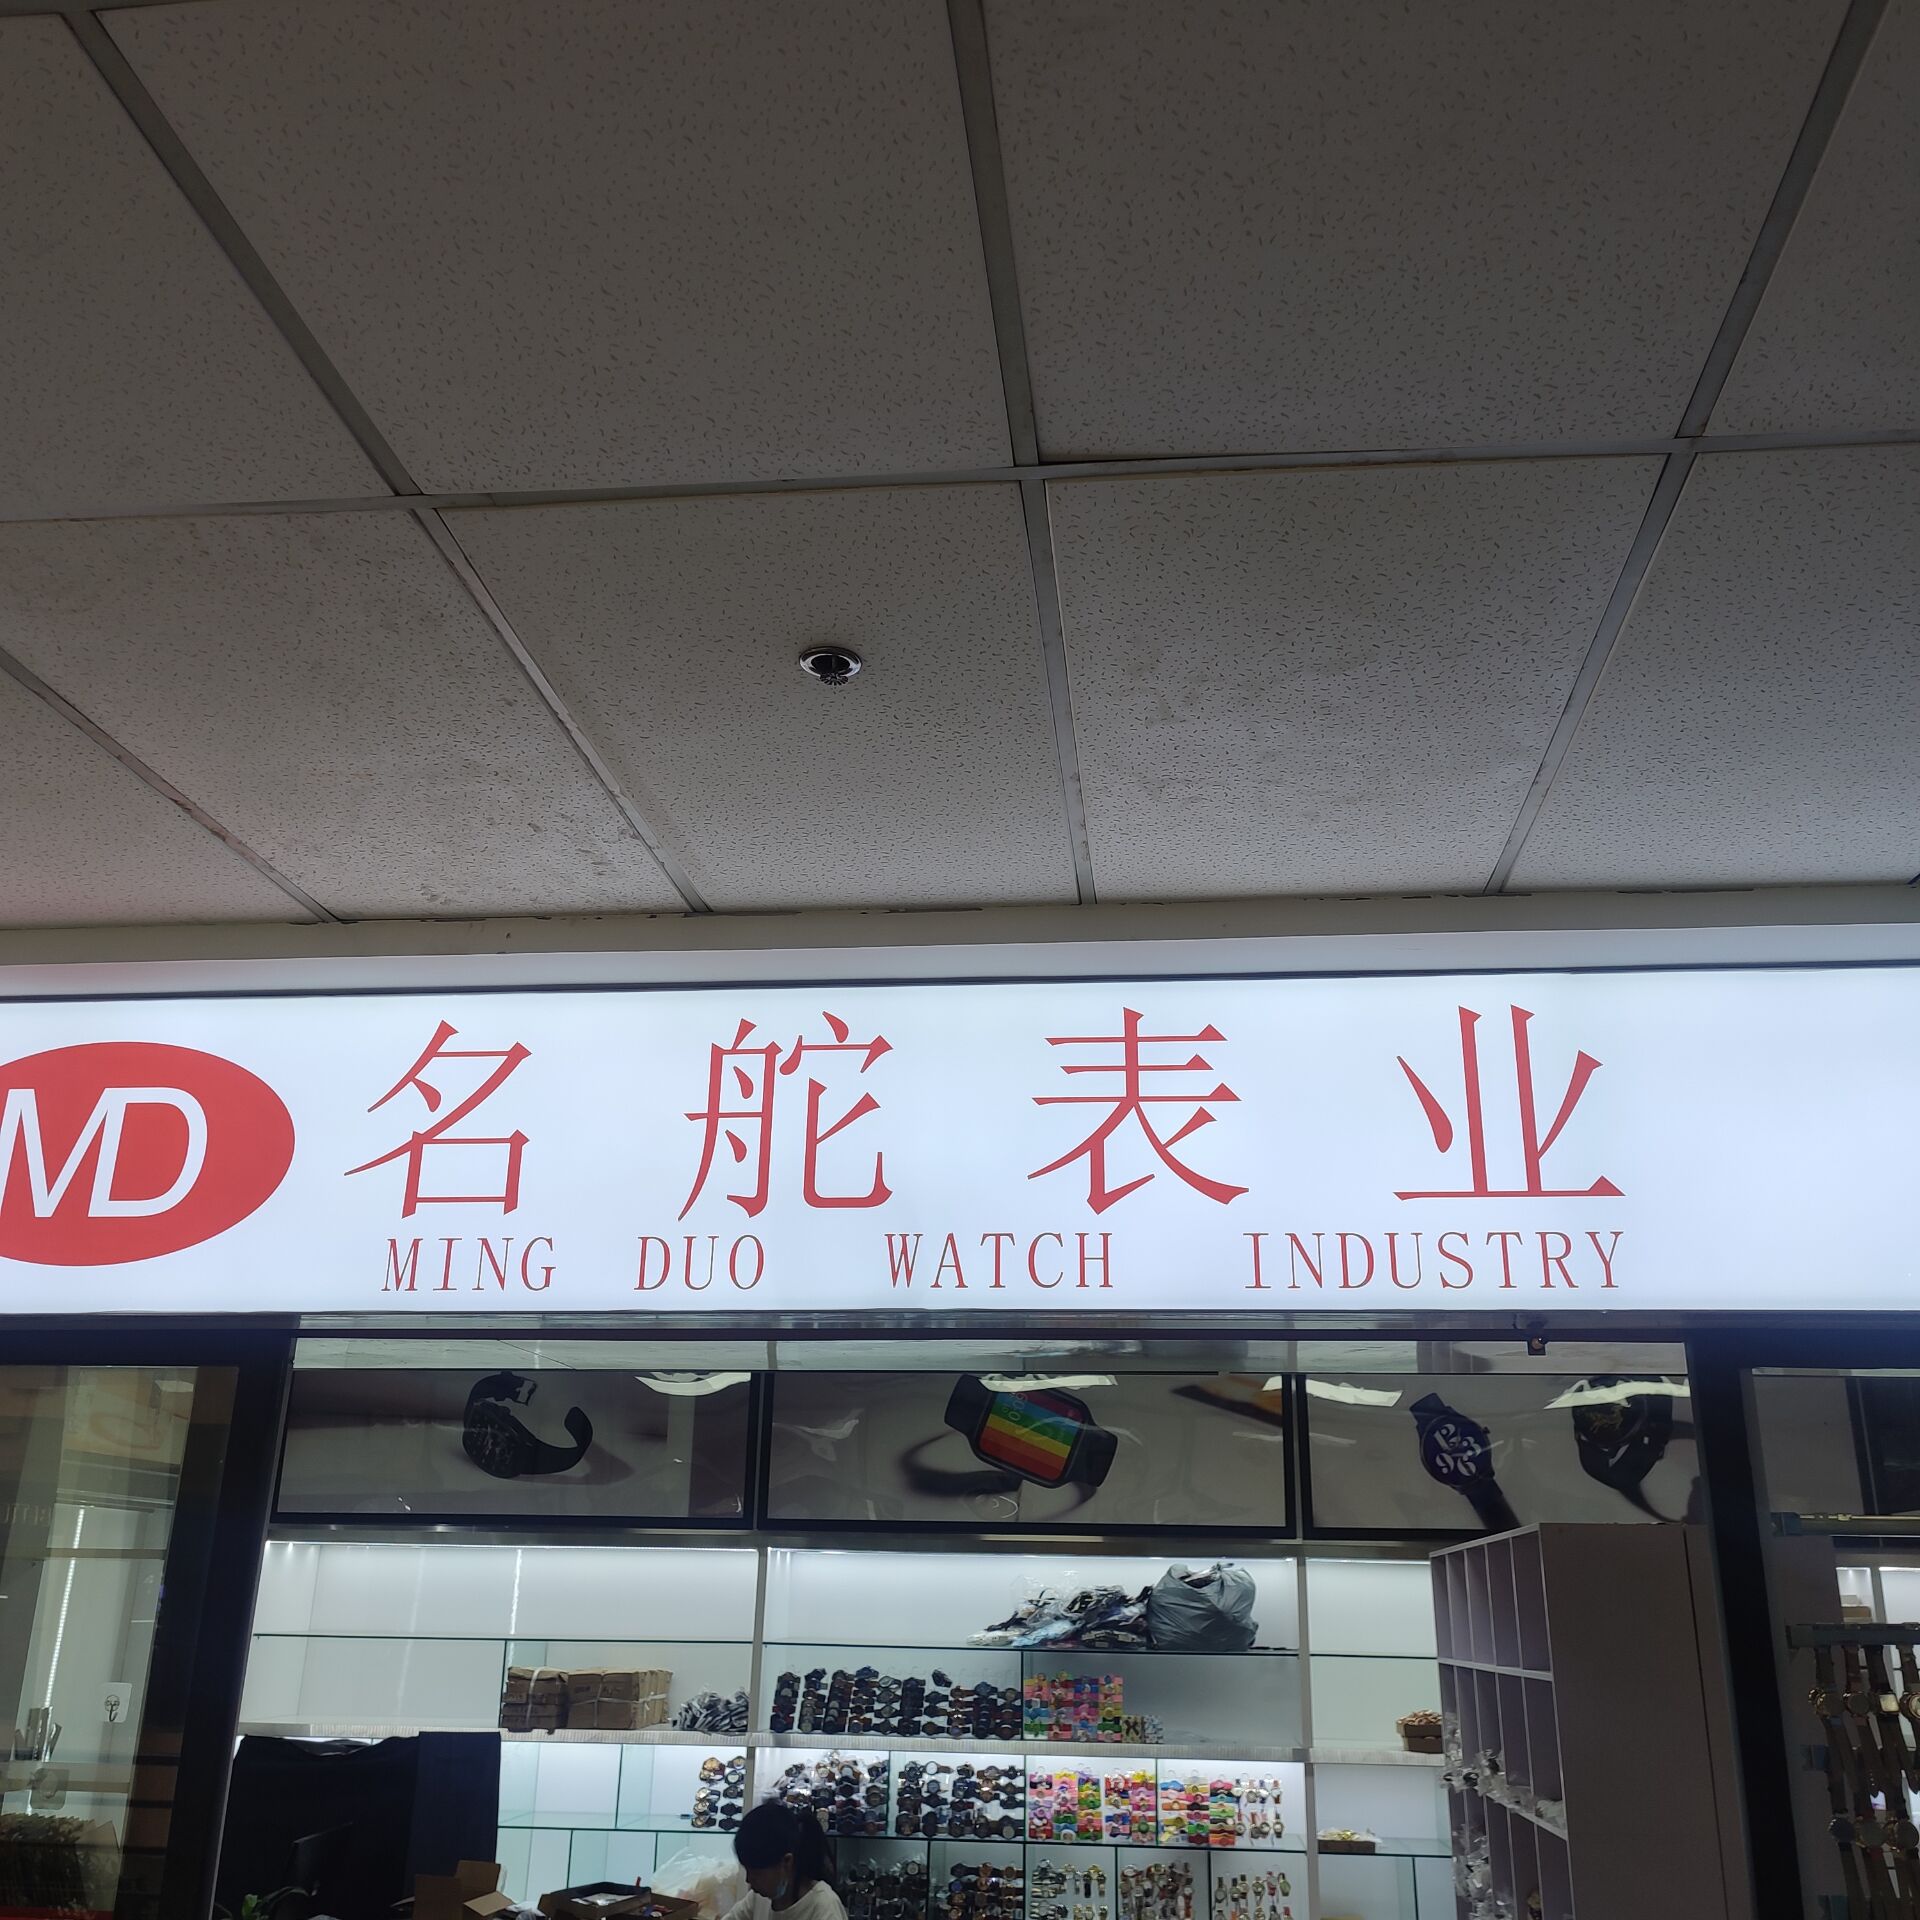 MD
名舵表业
MING DUO WATCH INDUSTRY